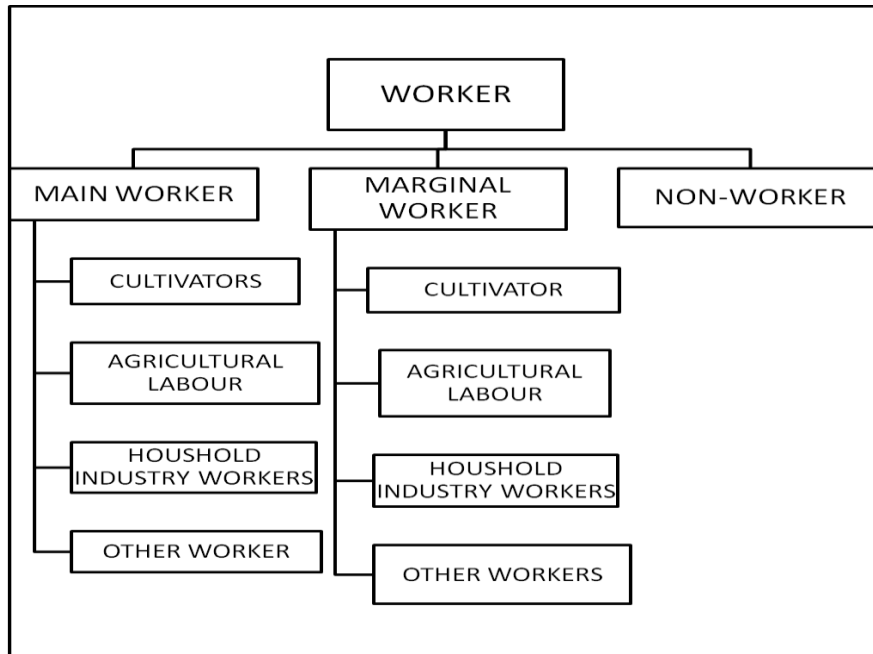 WORKER
MAIN WORKER
MARGINAL
WORKER
NON-WORKER
CULTIVATORS
AGRICULTURAL
LABOUR
HOUSHOLD
INDUSTRY WORKERS
OTHER WORKER
CULTIVATOR
AGRICULTURAL
LABOUR
HOUSHOLD
INDUSTRY WORKERS
OTHER WORKERS